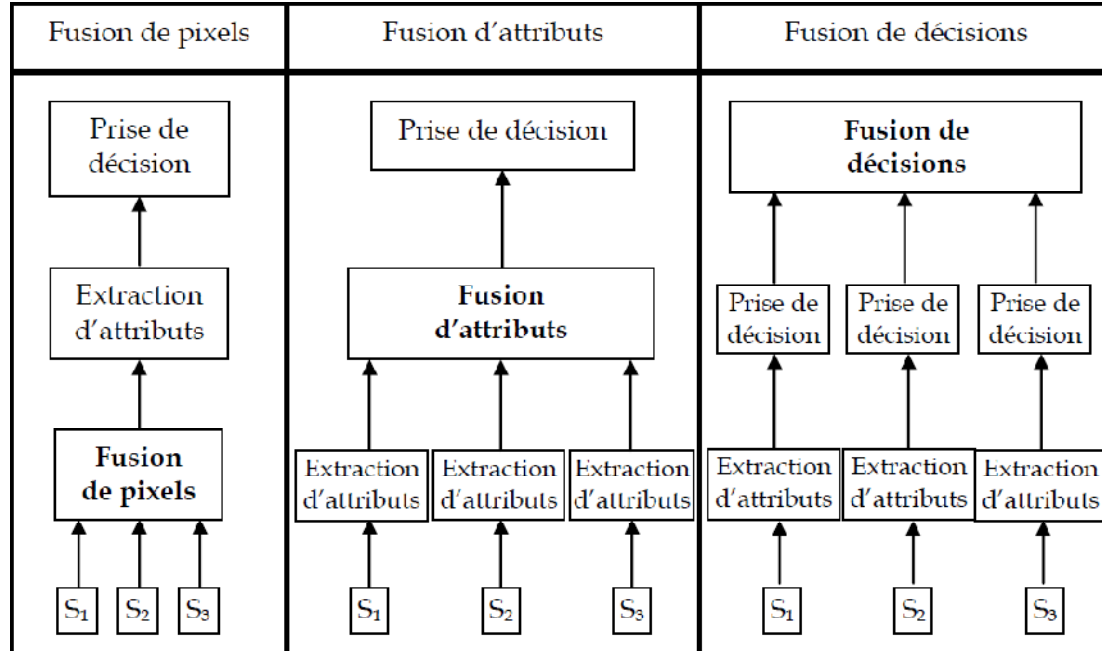 Fusion de pixels
Fusion d'attributs
Fusion de décisions
Prise de
décision
Extraction
d'attributs
Fusion
de pixels
S₁
S₂
S₃
Prise de décision
Fusion
d'attributs
Extraction
d'attributs
Extraction
d'attributs
Extraction
d'attributs
S₁
S₂
S₃
Fusion de
décisions
Prise de
décision
Prise de
décision
Prise de
décision
Extraction
d'attributs
Extraction
d'attributs
Extraction
d'attributs
S₁
S₂
S₃